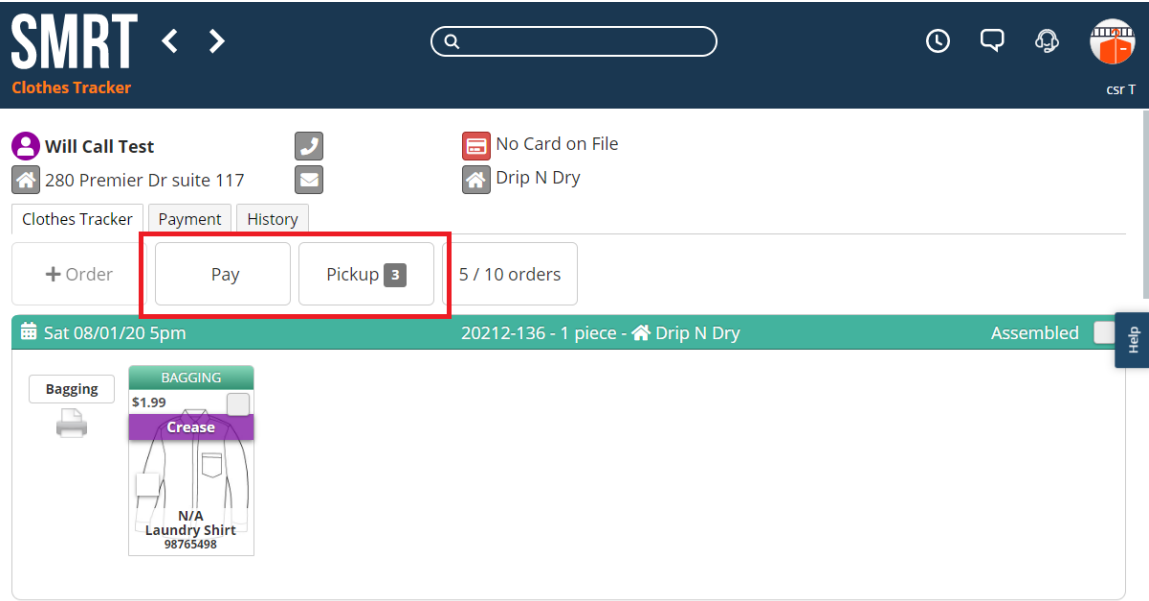 SMRT
Clothes Tracker
csr T
Will Call Test
No Card on File
280 Premier Dr suite 117
Drip N Dry
Clothes Tracker Payment History
+ Order Pay Pickup 3 5 / 10 orders
Sat 08/01/20 5pm 20212-136 - 1 piece - Drip N Dry Assembled
Help
Bagging
BAGGING
$1.99
Crease
N/A
Laundry Shirt
98765498